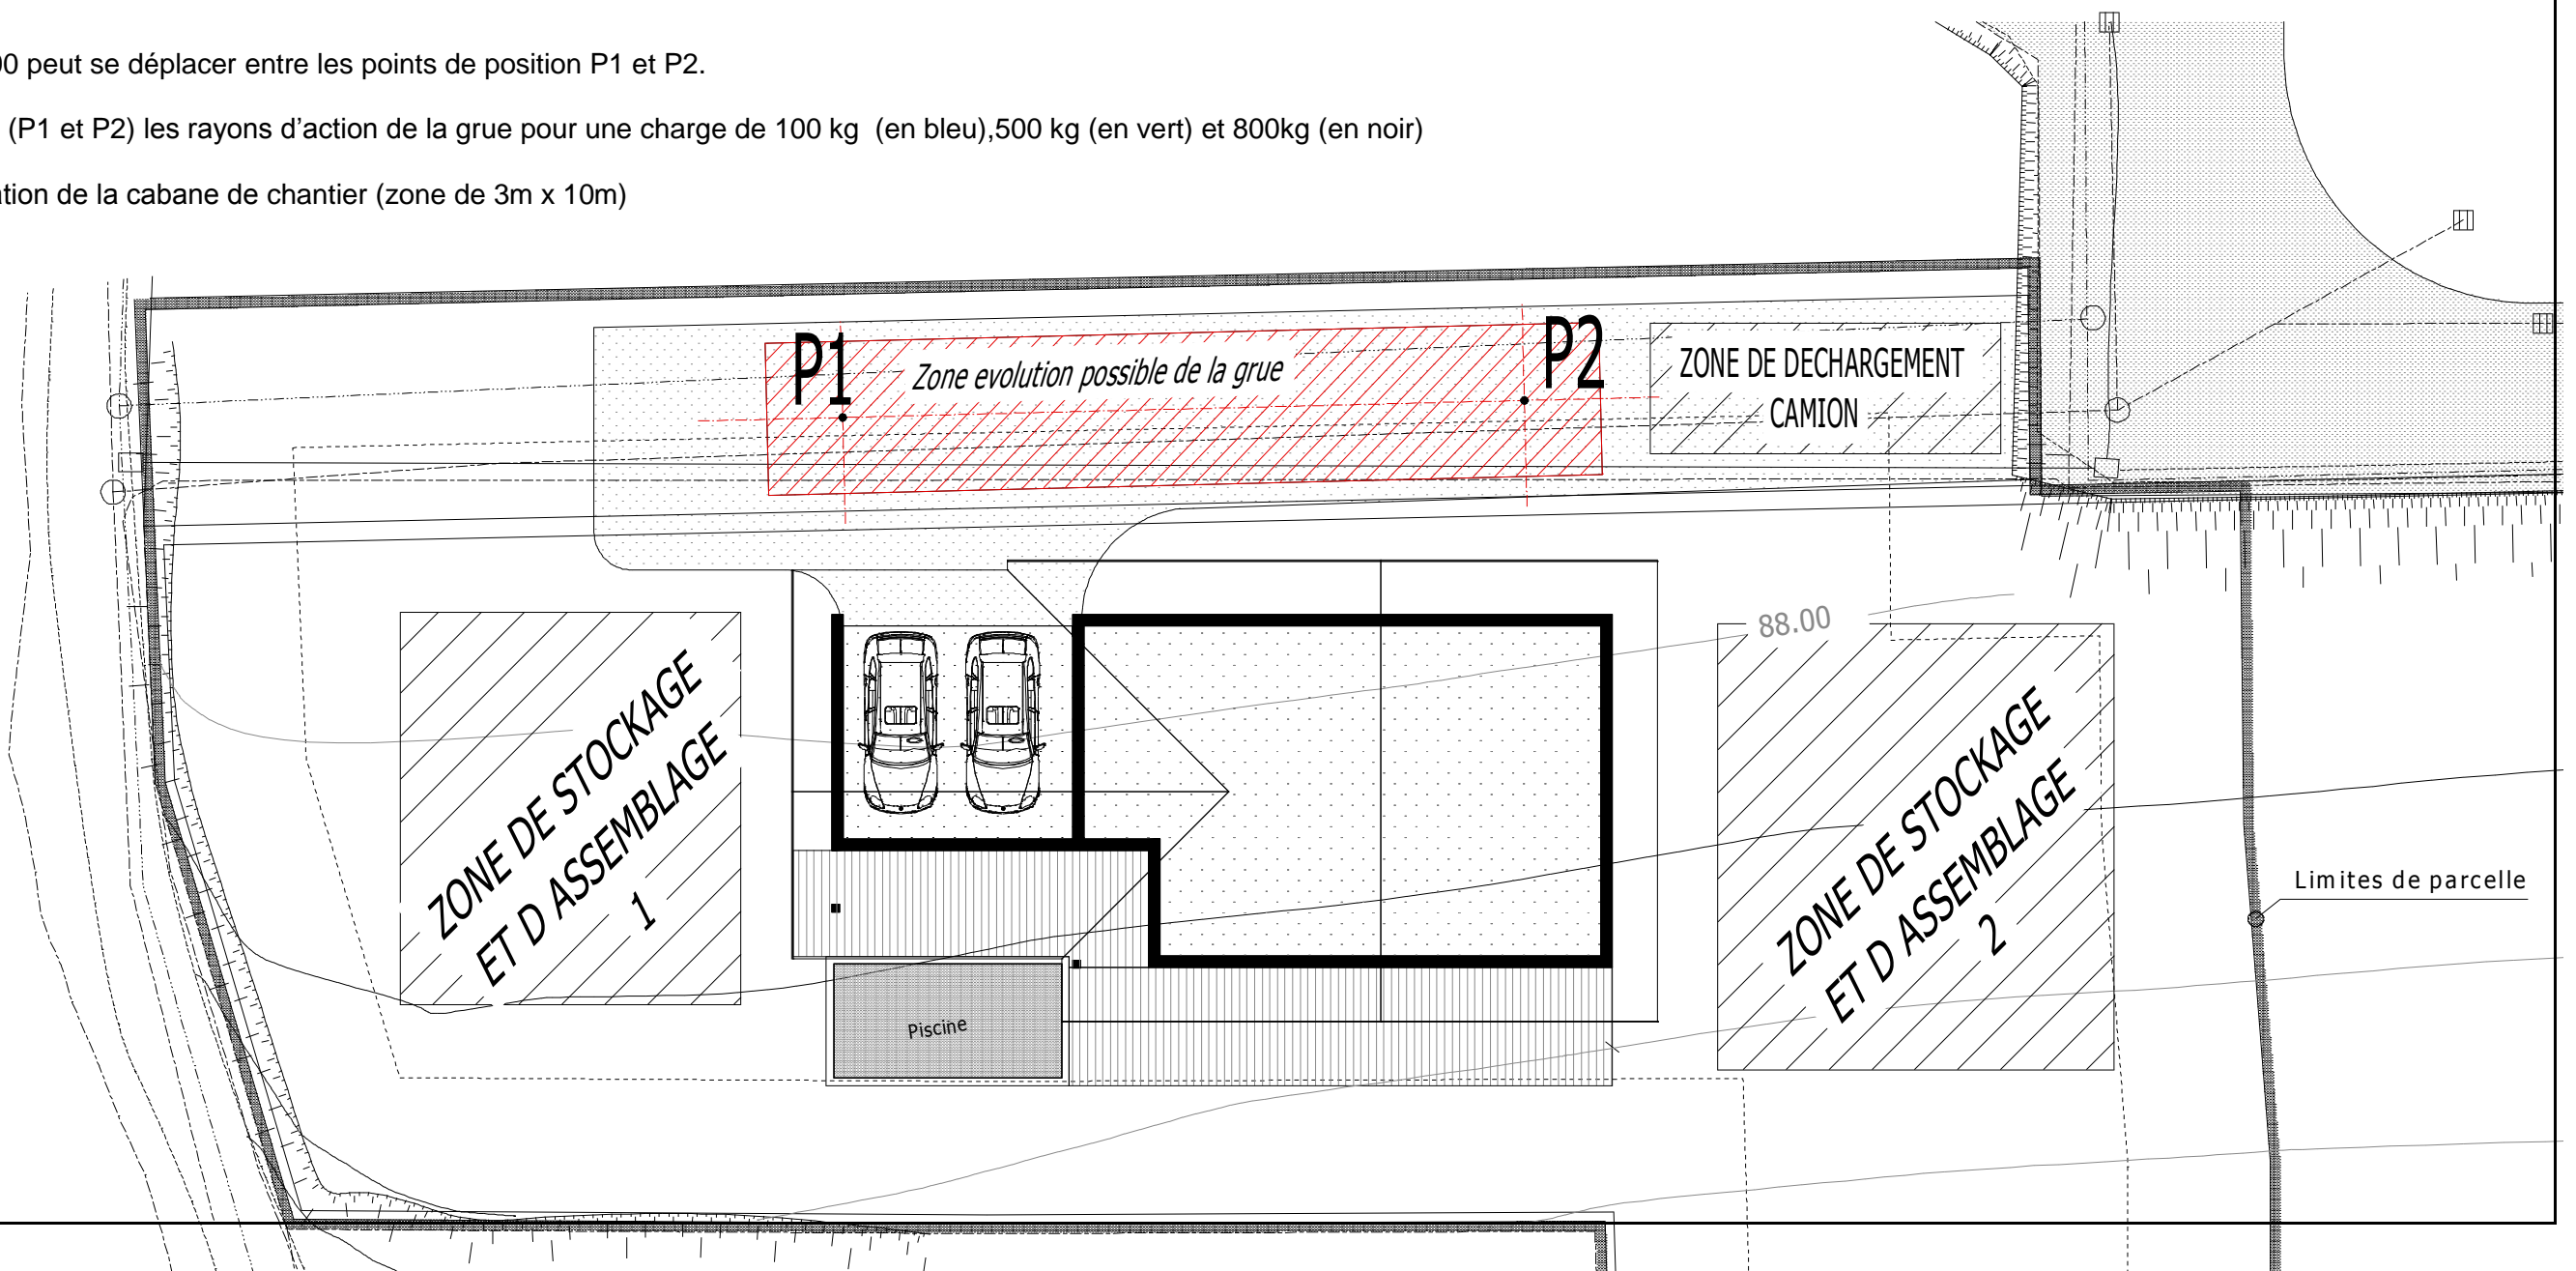 00 peut se déplacer entre les points de position P1 et P2.
(P1 et P2) les rayons d’action de la grue pour une charge de 100 kg  (en bleu),500 kg (en vert) et 800kg (en noir)
ation de la cabane de chantier (zone de 3m x 10m)
P1
Zone evolution possible de la grue
P2
ZONE DE DECHARGEMENT
CAMION
88.00
ZONE DE STOCKAGE
ET D ASSEMBLAGE
1
ZONE DE STOCKAGE
ET D ASSEMBLAGE
2
Limites de parcelle
Piscine